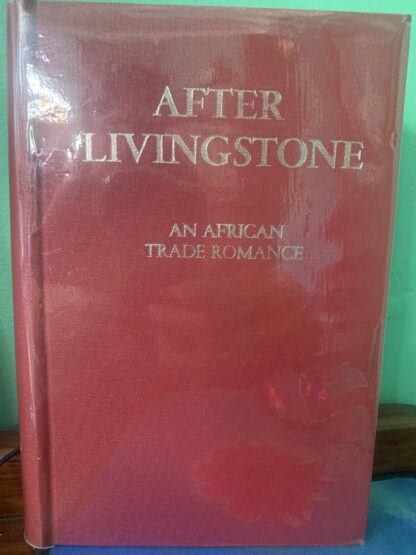 AFTER
LIVINGSTONE
AN AFRICAN
TRADE ROMANCE